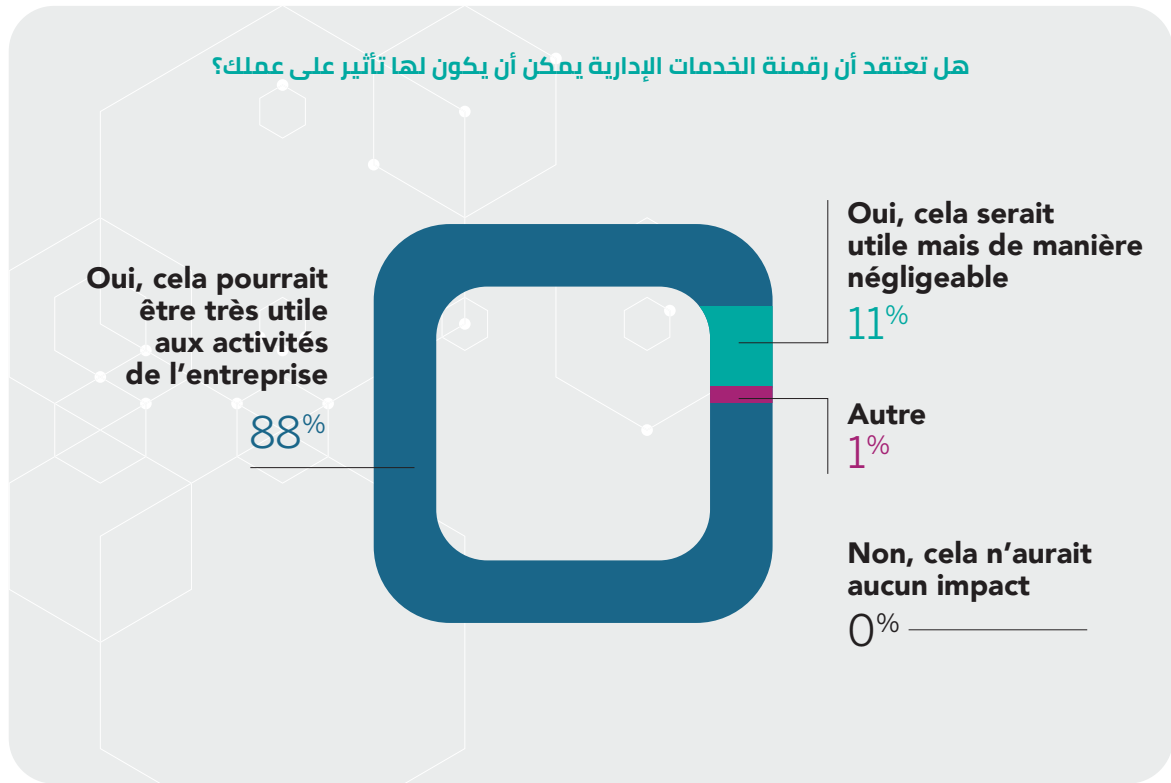 هل تعتقد أن رقمنة الخدمات الإدارية يمكن أن يكون لها تأثير على عملك؟
Oui, cela pourrait
être très utile
aux activités
de l’entreprise
88%
Oui, cela serait
utile mais de manière
négligeable
11%
Autre
1%
Non, cela n’aurait
aucun impact
0%